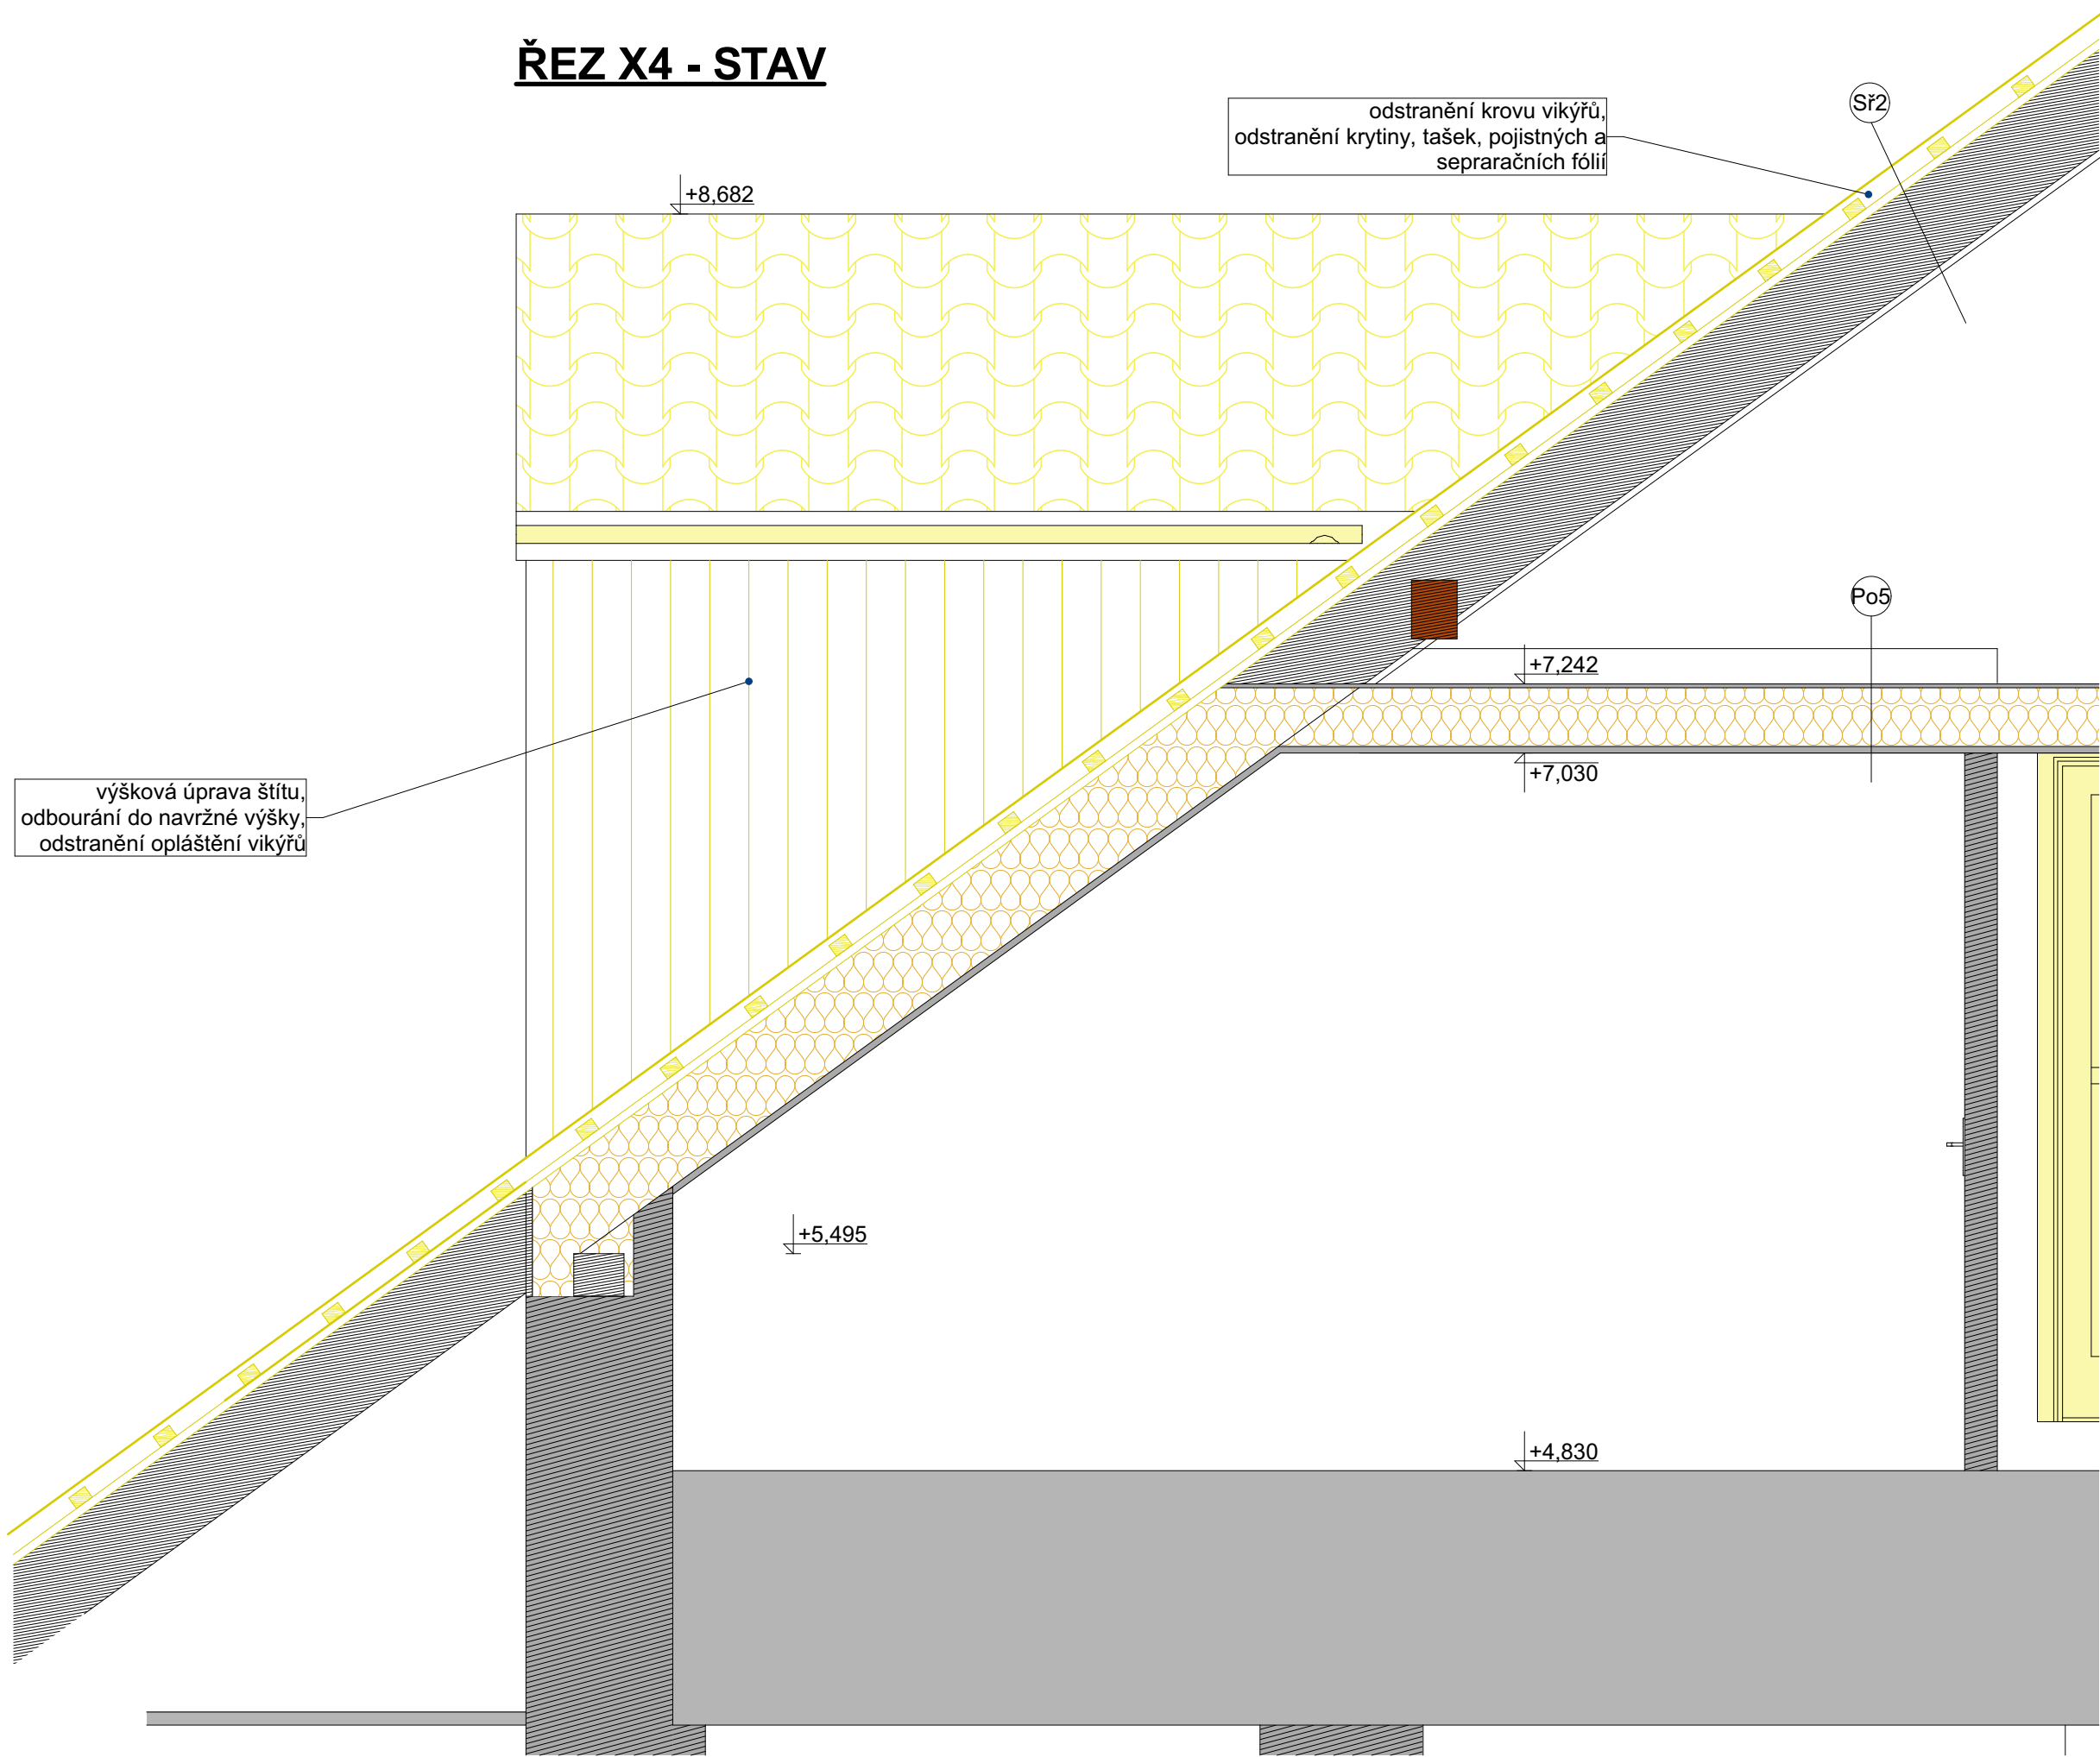 ŘEZ X4 - STAV
odstranění krovu vikýřů,
odstranění krytiny, tašek, pojistných a
sepraračních fólií
Sř2
+8,682
Po5
+7,242
+7,030
výšková úprava štítu,
odbourání do navržné výšky,
odstranění opláštění vikýřů
+5,495
+4,830